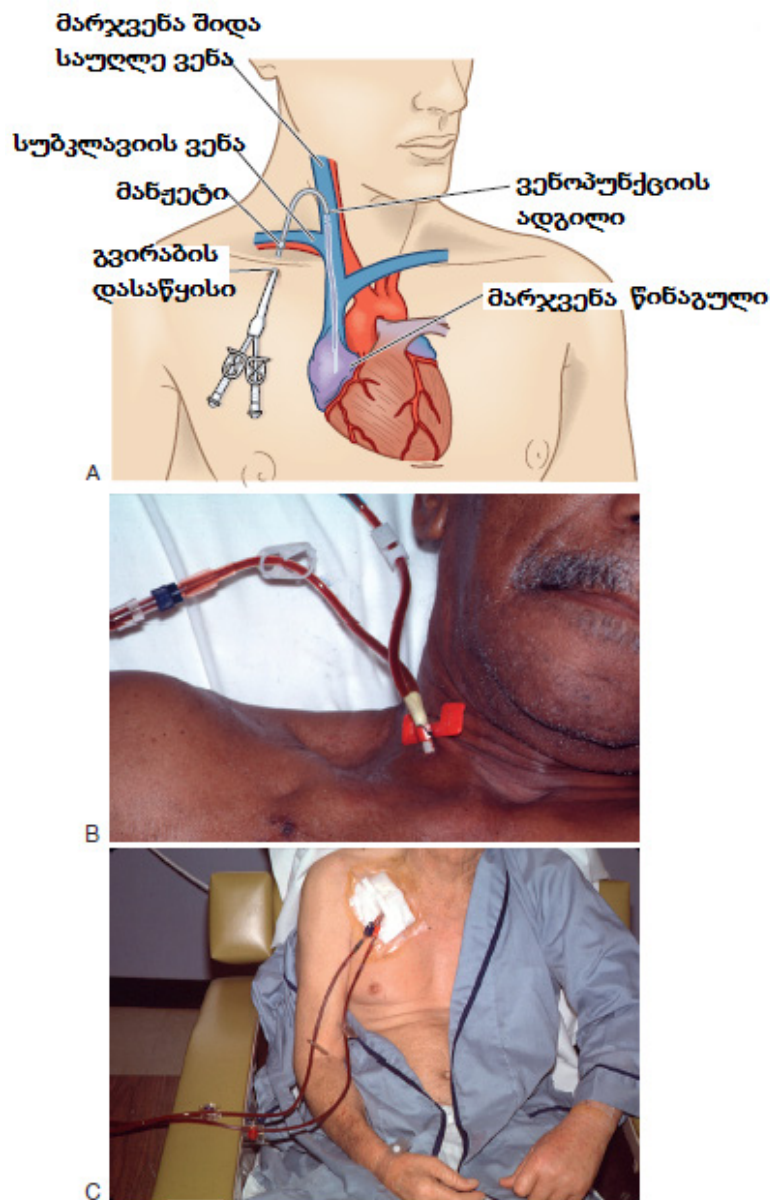 მარჯვენა შიდა
საუღლე ვენა
სუბკლავიის ვენა
მანჟეტი
ვენოპუნქციის
ადგილი
გვირაბის
დასაწყისი
მარჯვენა წინაგული
A
B
C